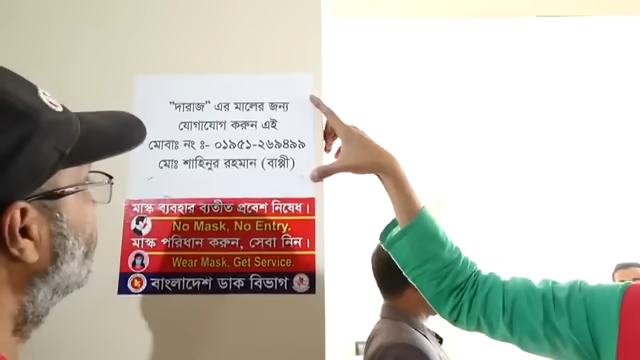 "দারাজ" এর মালের জন্য
যোগাযোগ করুন এই
মোবাঃ নং ঃ- ০১৯৫১-২৬৯৪৯৯
মোঃ শাহিনুর রহমান (বাপ্পী)
মাস্ক ব্যবহার ব্যতীত প্রবেশ নিষেধ।
No Mask, No Entry.
মাস্ক পরিধান করুন, সেবা নিন।
Wear Mask, Get Service.
বাংলাদেশ ডাক বিভাগ